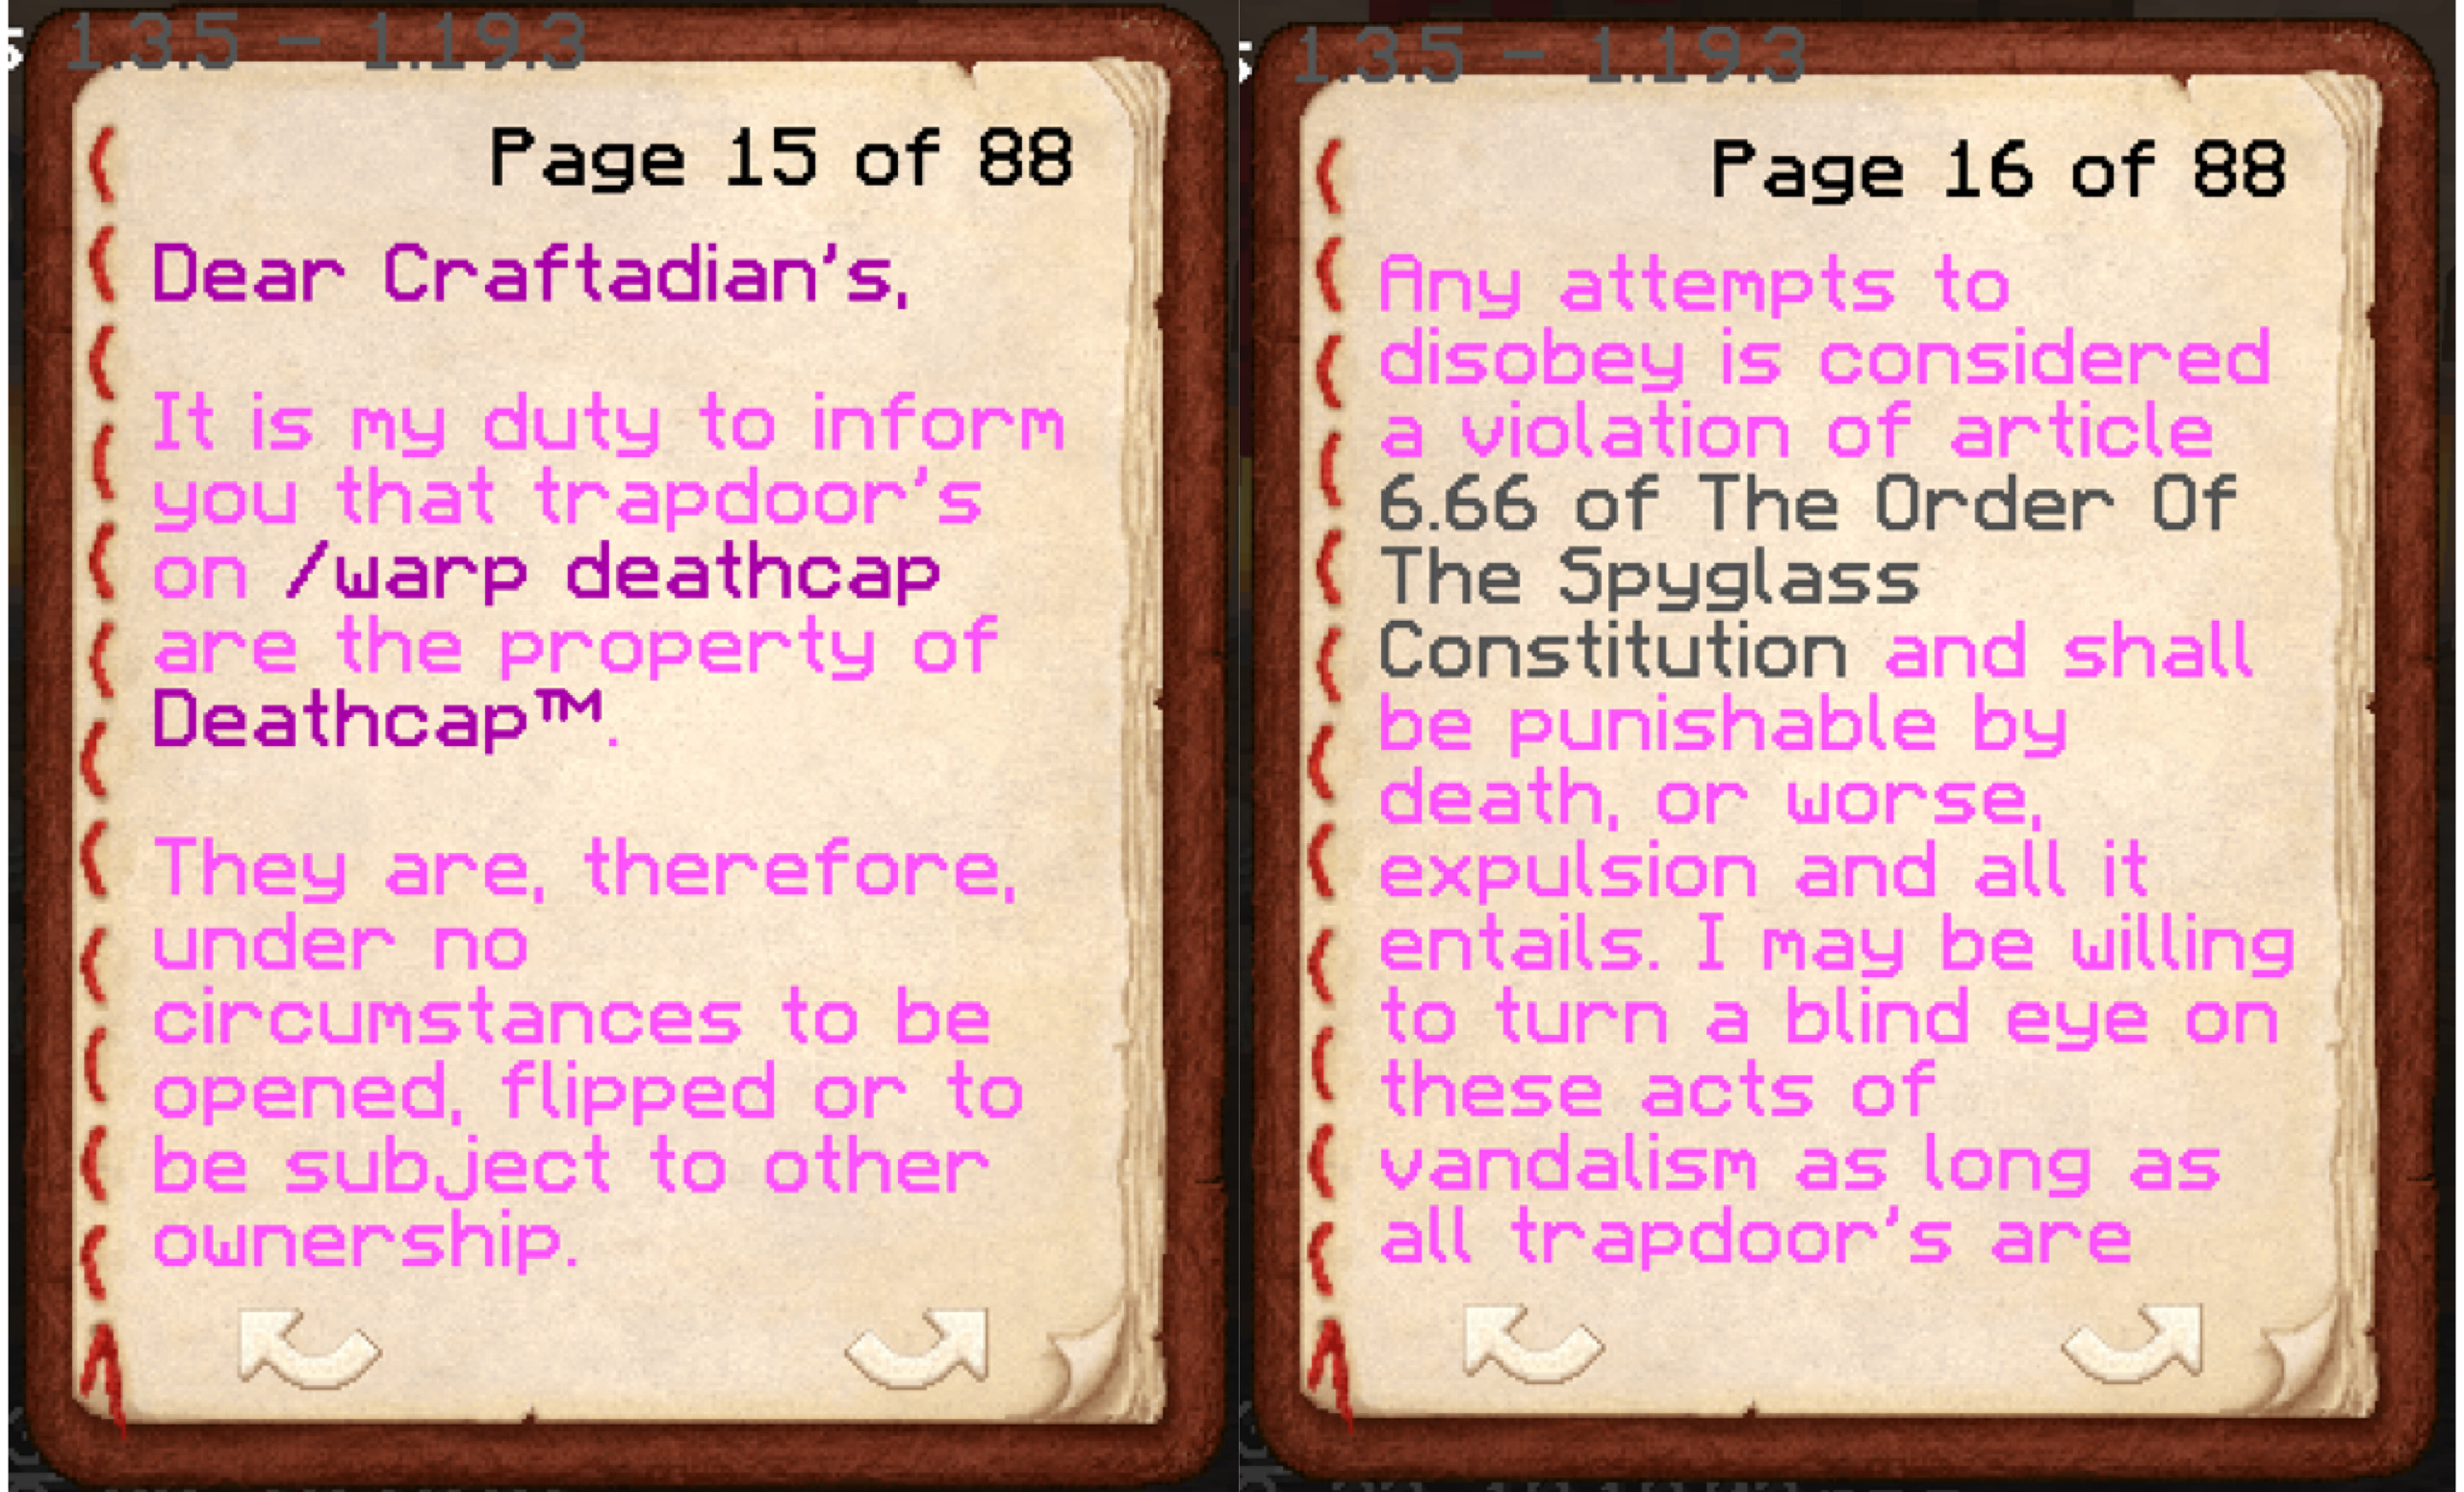 1.3.5 - 1.19.3
Page 15 of 88
Dear Craftadian's,
It is my duty to inform
you that trapdoor's
on /warp deathcap
are the property of
Deathcap™.
They are, therefore,
under no
circumstances to be
opened, flipped or to
be subject to other
ownership.
1.3.5 - 1.19.3
Page 16 of 88
Any attempts to
disobey is considered
a violation of article
6.66 of The Order Of
The Spyglass
Constitution and shall
be punishable by
death, or worse,
expulsion and all it
entails. I may be willing
to turn a blind eye on
these acts of
vandalism as long as
all trapdoor's are